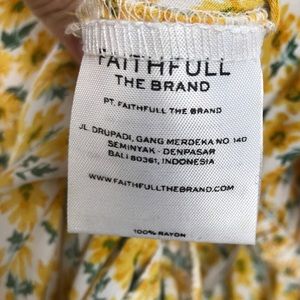 FAITHFULL
THE BRAND
PT. FAITHFULL THE BRAND
JL. DRUPADI, GANG MERDEKA NO 140
SEMINYAK - DENPASAR
BALI 80361, INDONESIA
WWW.FAITHFULLTHEBRAND.COM
100% RAYON